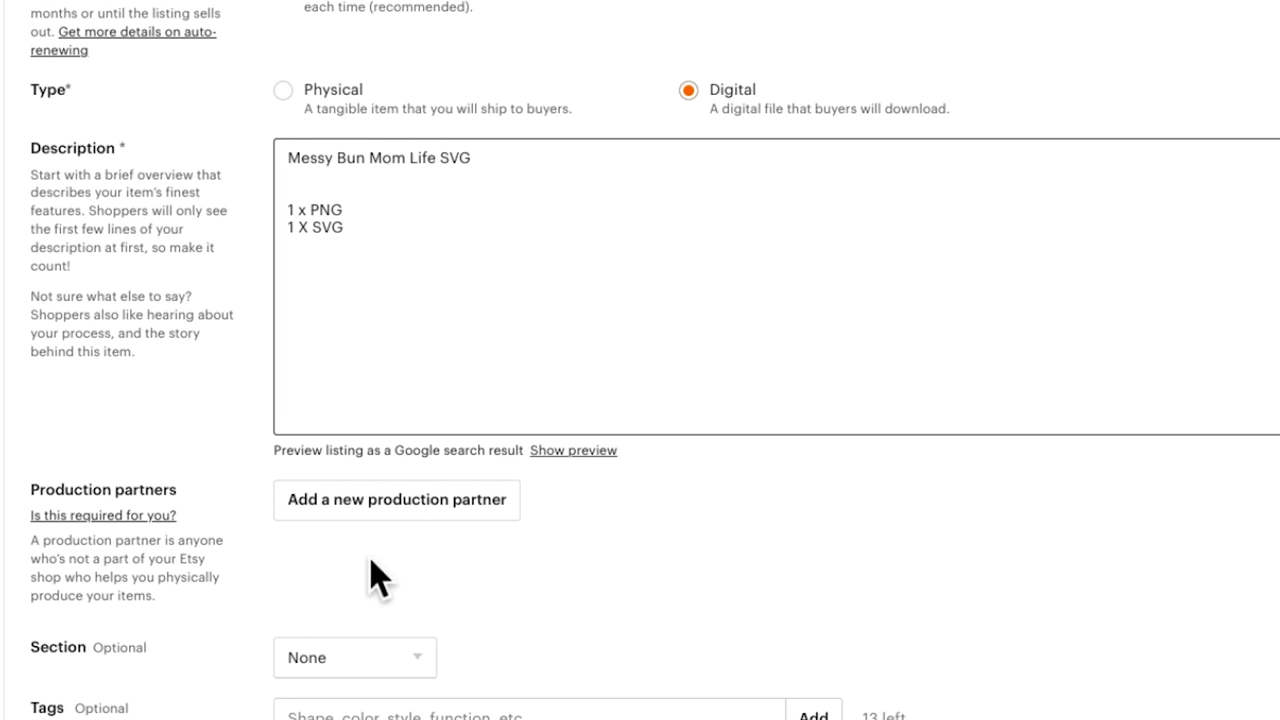 each time (recommended).
months or until the listing sells
out. Get more details on auto-
renewing
Type*
Physical
A tangible item that you will ship to buyers.
Digital
A digital file that buyers will download.
Description *
Start with a brief overview that
describes your item's finest
features. Shoppers will only see
the first few lines of your
description at first, so make it
count!
Not sure what else to say?
Shoppers also like hearing about
your process, and the story
behind this item.
Messy Bun Mom Life SVG
1 x PNG
1 X SVG
Preview listing as a Google search result Show preview
Production partners
Is this required for you?
A production partner is anyone
who's not a part of your Etsy
shop who helps you physically
produce your items.
Add a new production partner
Section Optional
None
Tags Optional
Shape, color, style, function, etc.
Add
13 left